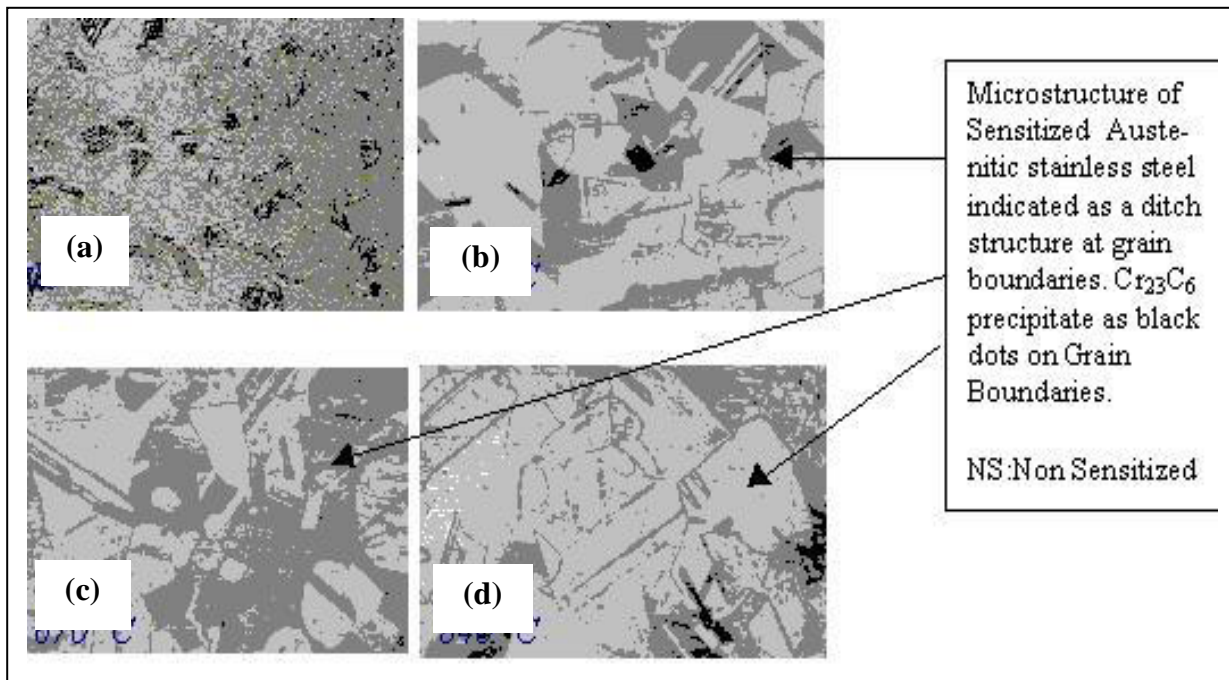 (a)
(b)
Microstructure of
Sensitized Auste-
nitic stainless steel
indicated as a ditch
structure at grain
boundaries. Cr₂₃C₆
precipitate as black
dots on Grain
Boundaries.
NS:Non Sensitized
(c)
(d)